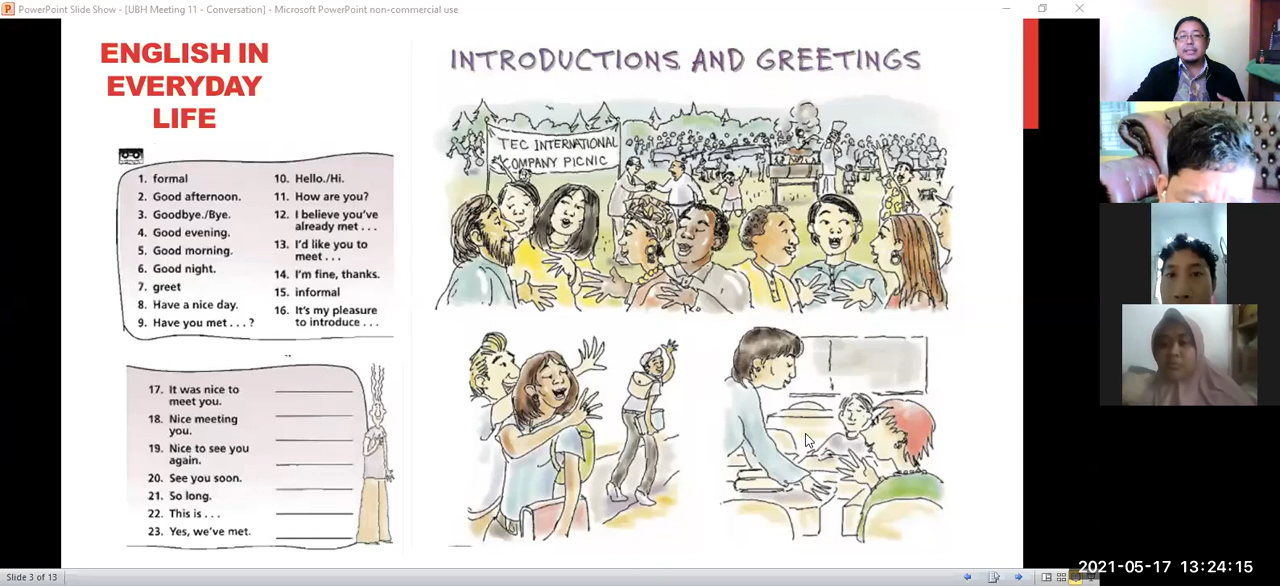 PowerPoint Slide Show - [UBH Meeting 11 - Conversation] - Microsoft PowerPoint non-commercial use
ENGLISH IN
EVERYDAY
LIFE
1. formal
2. Good afternoon.
3. Goodbye./Bye.
4. Good evening.
5. Good morning.
6. Good night.
7. greet
8. Have a nice day.
9. Have you met . . . ?
10. Hello./Hi.
11. How are you?
12. I believe you've
already met . . .
13. I'd like you to
meet . . .
14. I'm fine, thanks.
15. informal
16. It's my pleasure
to introduce . . .
17. It was nice to
meet you.
18. Nice meeting
you.
19. Nice to see you
again.
20. See you soon.
21. So long.
22. This is . . .
23. Yes, we've met.
INTRODUCTIONS AND GREETINGS
TEC INTERNATIONAL
COMPANY PICNIC
Slide 3 of 13
2021-05-17 13:24:15